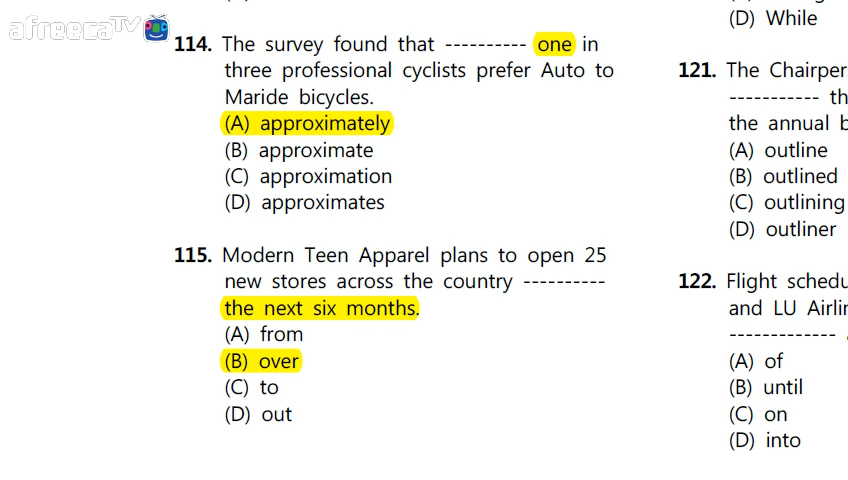 afreecaTV
114. The survey found that ---------- one in
three professional cyclists prefer Auto to
Maride bicycles.
(A) approximately
(B) approximate
(C) approximation
(D) approximates
115. Modern Teen Apparel plans to open 25
new stores across the country ----------
the next six months.
(A) from
(B) over
(C) to
(D) out
(D) While
121. The Chairper
----------- th
the annual b
(A) outline
(B) outlined
(C) outlining
(D) outliner
122. Flight schedu
and LU Airlin
-------------
(A) of
(B) until
(C) on
(D) into